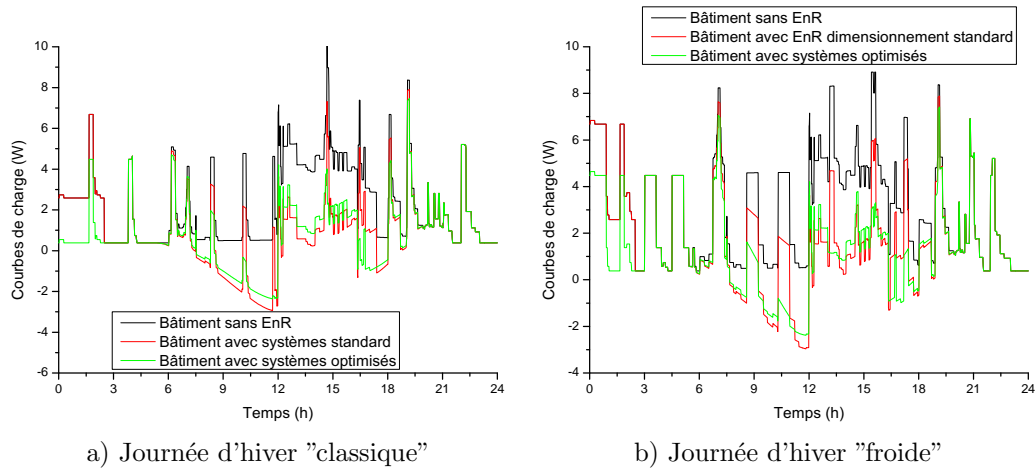 Courbes de charge (W)
10
8
6
4
2
0
-2
-4
-6
Bâtiment sans EnR
Bâtiment avec systèmes standard
Bâtiment avec systèmes optimisés
0 3 6 9 12 15 18 21 24
Temps (h)
a) Journée d'hiver "classique"
Bâtiment sans EnR
Bâtiment avec EnR dimensionnement standard
Bâtiment avec systèmes optimisés
Courbes de charge (W)
10
8
6
4
2
0
-2
-4
0 3 6 9 12 15 18 21 24
Temps (h)
b) Journée d'hiver "froide"